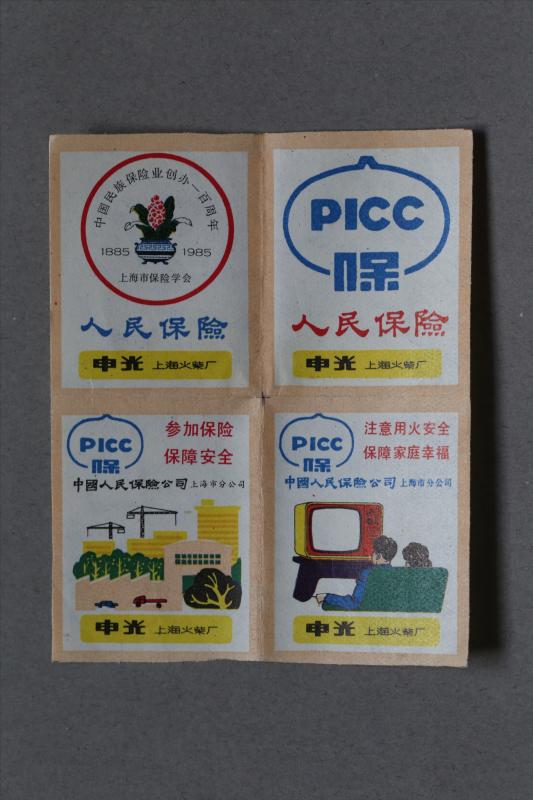 中国民族保险业创办一百周年
1885 1985
上海市保险学会
人民保險
申光 上海火柴厂
PICC
保
人民保險
申光 上海火柴厂
PICC
保
参加保险
保障安全
中國人民保險公司 上海市分公司
申光 上海火柴厂
PICC
保
注意用火安全
保障家庭幸福
中國人民保險公司 上海市分公司
申光 上海火柴厂